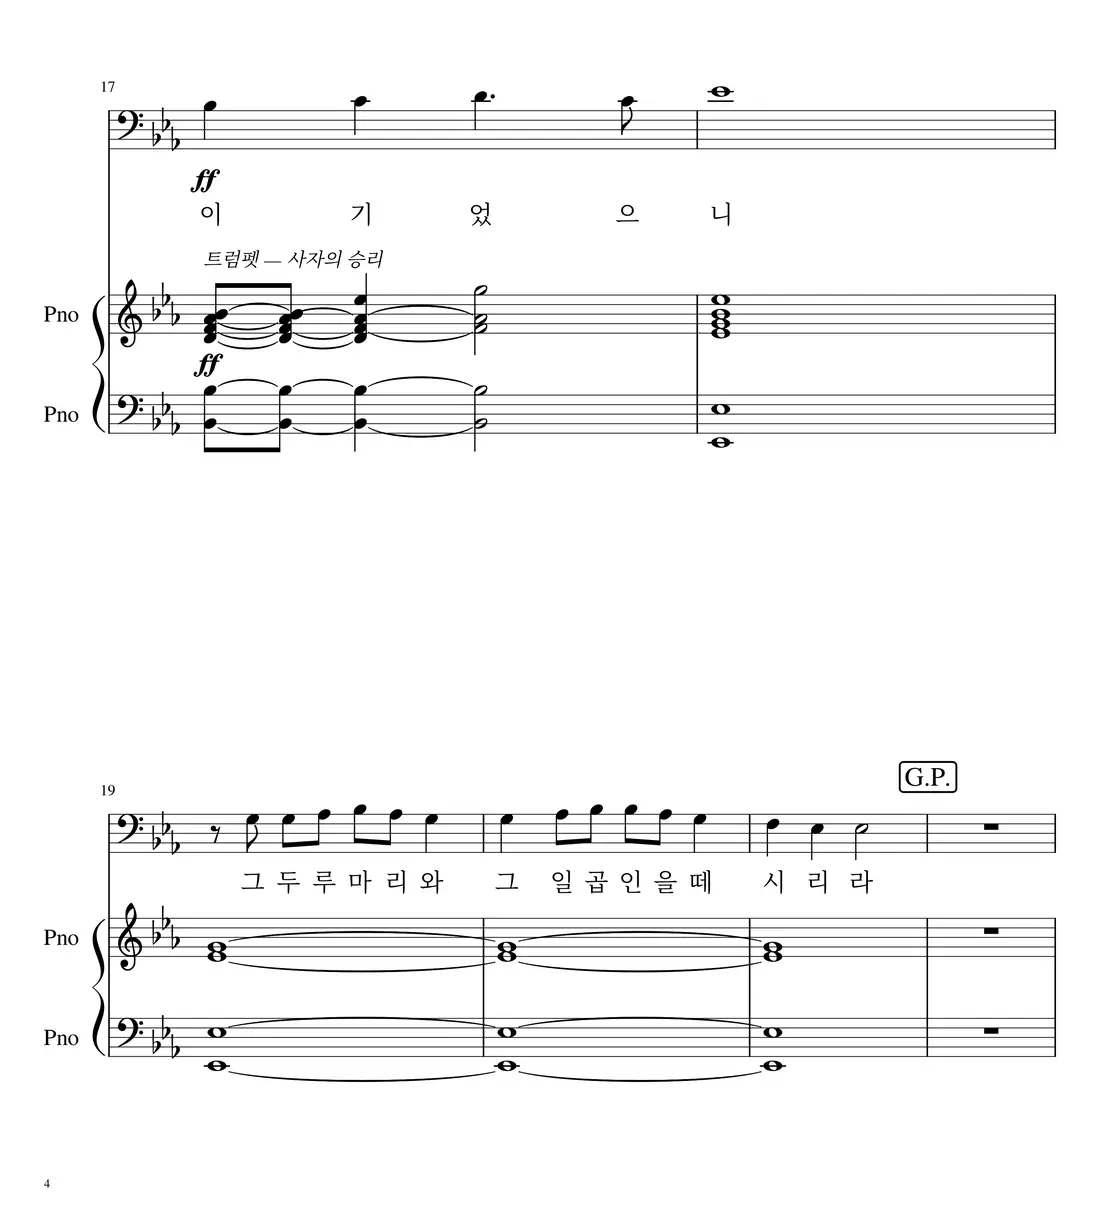 17
ff
이 기 었 으 니
트럼펫 — 사자의 승리
Pno
ff
Pno
19
G.P.
그 두 루 마 리 와 그 일 곱 인 을 떼 시 리 라
Pno
Pno
4